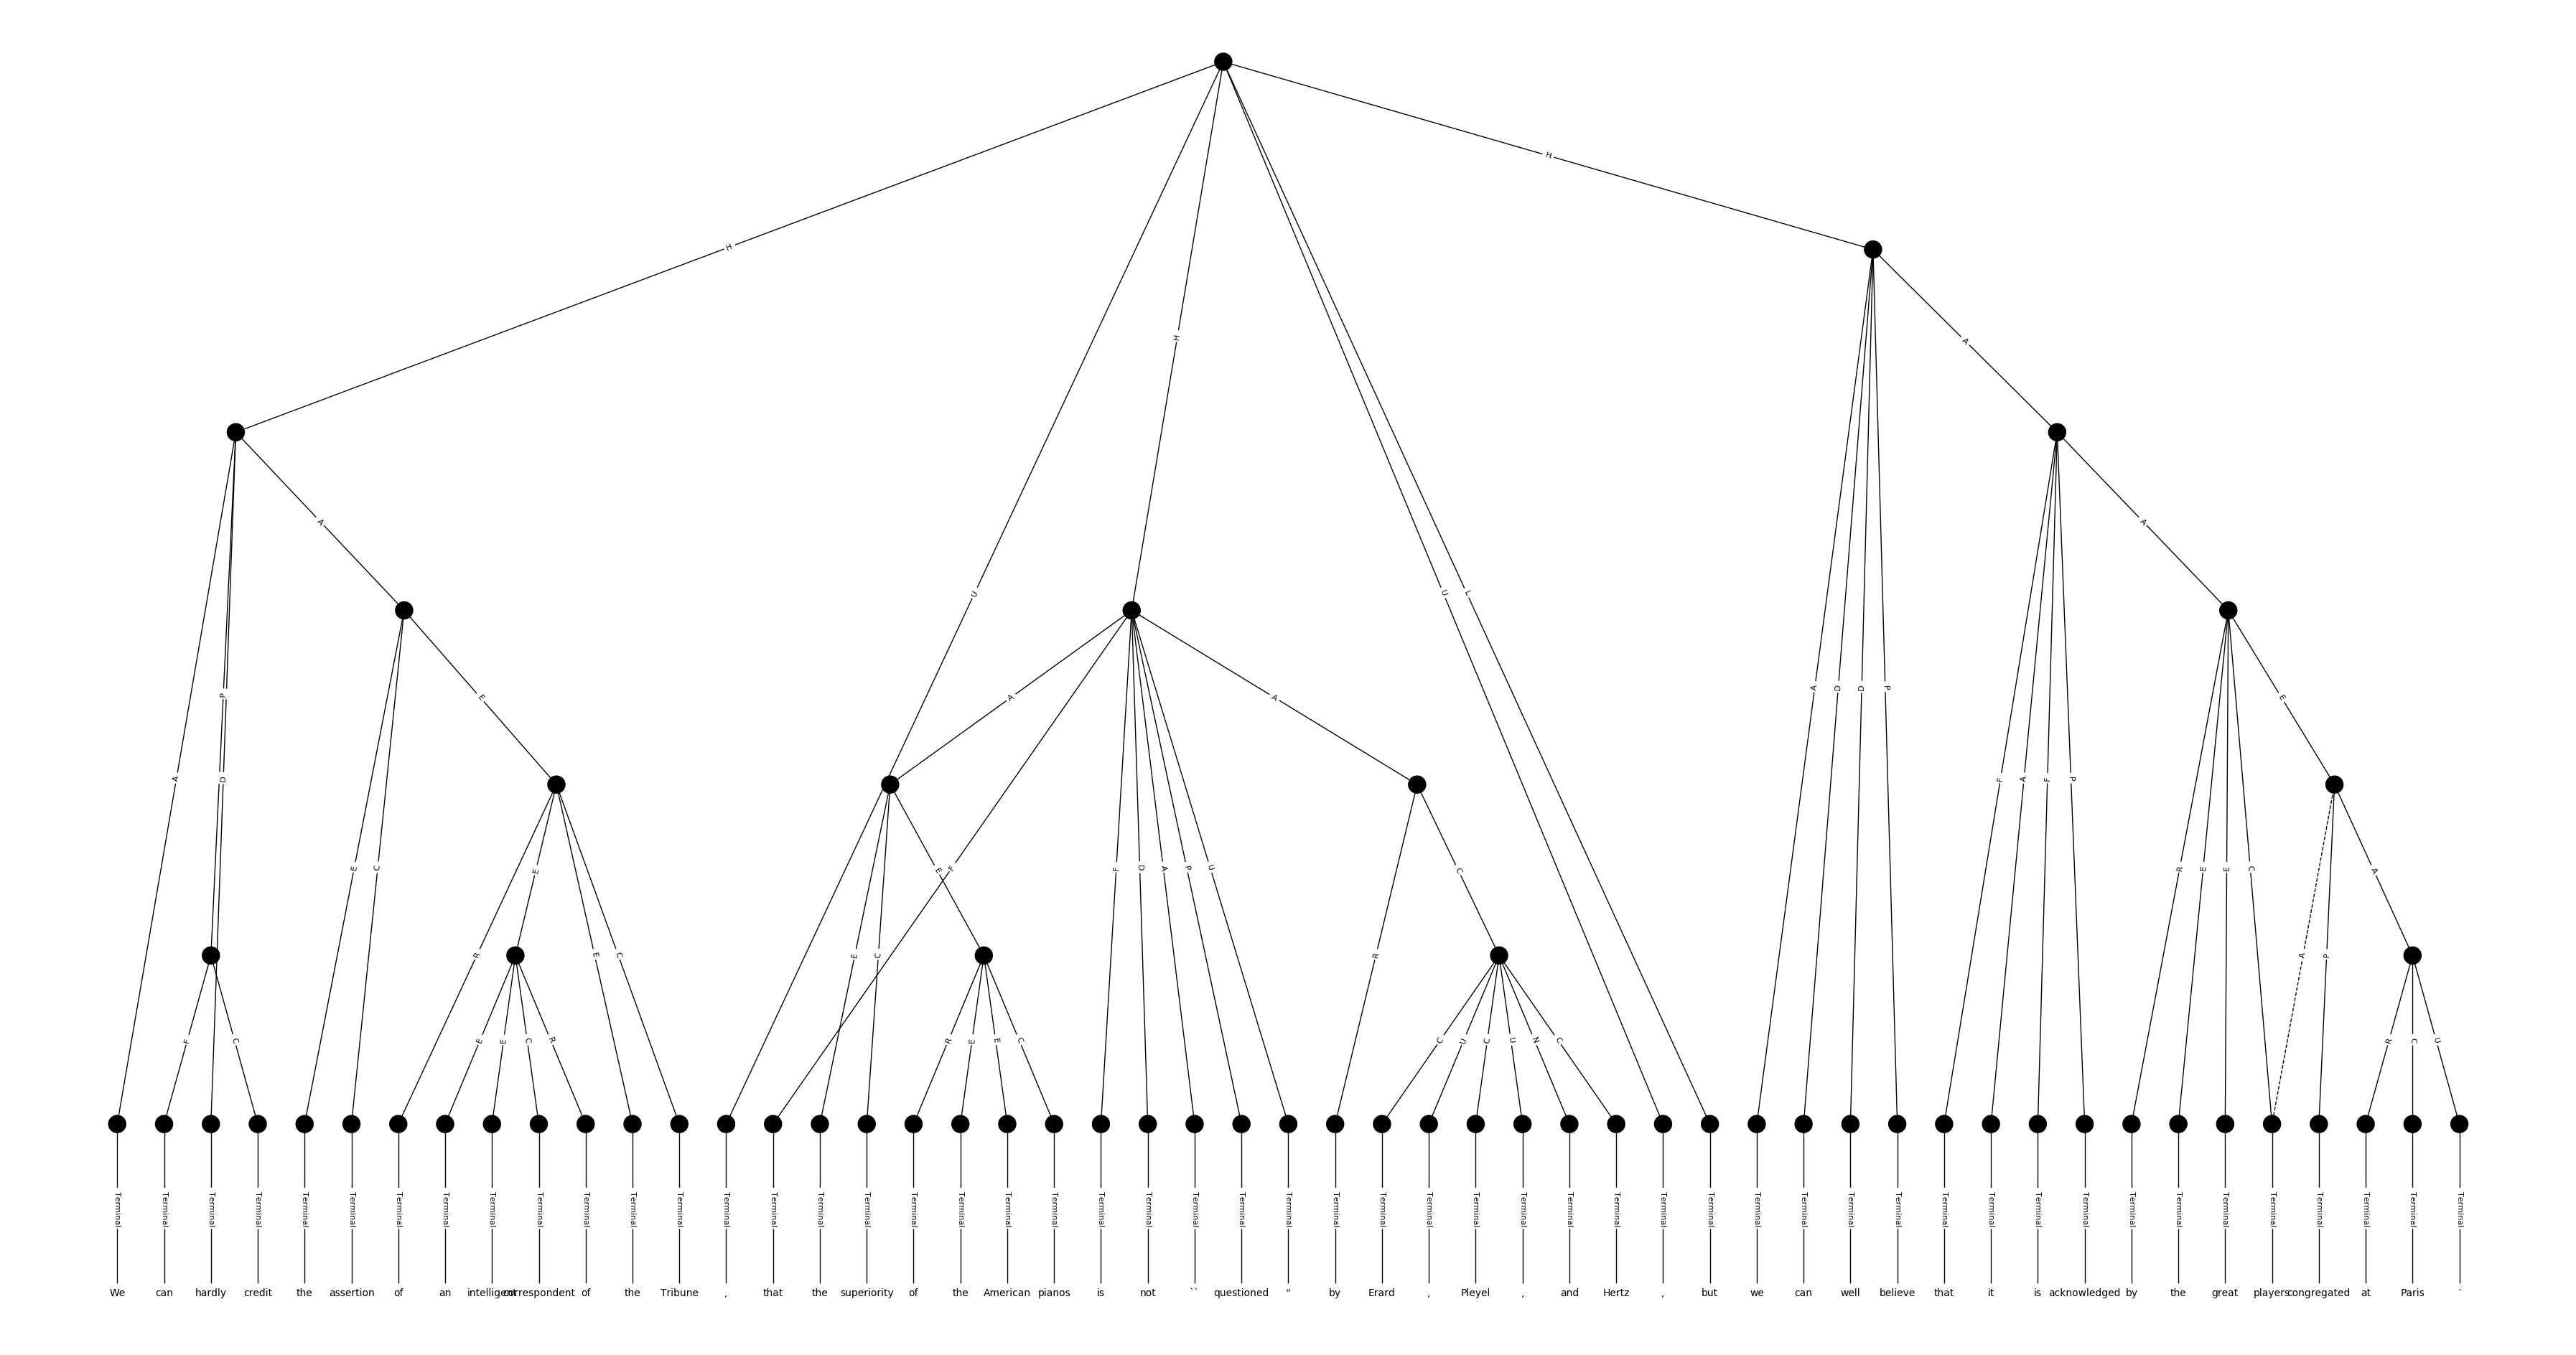 H
H
H
A
A
A
U
U
L
E
P
A
A
A
D
D
P
E
A
D
F
A
F
P
E
C
E
E
F
F
D
A
P
U
C
R
E
E
C
A
R
E
C
E
C
R
A
P
F
C
E
E
C
R
R
E
E
C
C
U
C
U
N
C
R
C
U
Terminal Terminal Terminal Terminal Terminal Terminal Terminal Terminal Terminal Terminal Terminal Terminal Terminal Terminal Terminal Terminal Terminal Terminal Terminal Terminal Terminal Terminal Terminal Terminal Terminal Terminal Terminal Terminal Terminal Terminal Terminal Terminal Terminal Terminal Terminal Terminal Terminal Terminal Terminal Terminal Terminal Terminal Terminal Terminal Terminal Terminal Terminal Terminal Terminal Terminal Terminal
We can hardly credit the assertion of an intelligent correspondent of the Tribune , that the superiority of the American pianos is not `` questioned " by Erard , Pleyel , and Hertz , but we can well believe that it is acknowledged by the great players congregated at Paris .